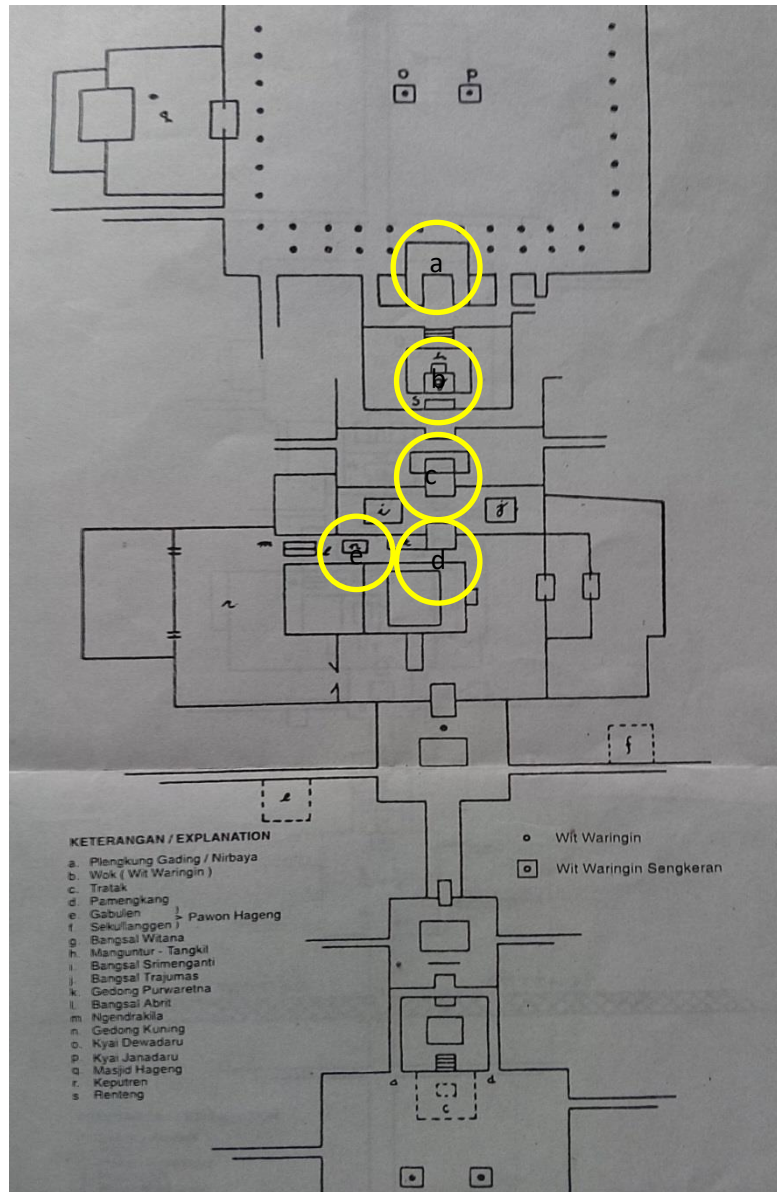 o p
q
a
h
b
s
c
i j
m l n k
e d
r
f
e
KETERANGAN / EXPLANATION
a. Plengkung Gading / Nirbaya
b. Wok ( Wit Waringin )
c. Tratak
d. Pamengkang
e Gabulen ) > Pawon Hageng
f Sekullanggen )
g. Bangsal Witana
h. Manguntur - Tangkil
i. Bangsal Srimenganti
j. Bangsal Trajumas
k. Gedong Purwaretna
l. Bangsal Abrit
m Ngendrakila
n. Gedong Kuning
o. Kyai Dewadaru
p. Kyai Janadaru
q. Masjid Hageng
r. Keputren
s Renteng
Wit Waringin
Wit Waringin Sengkeran
d d
c